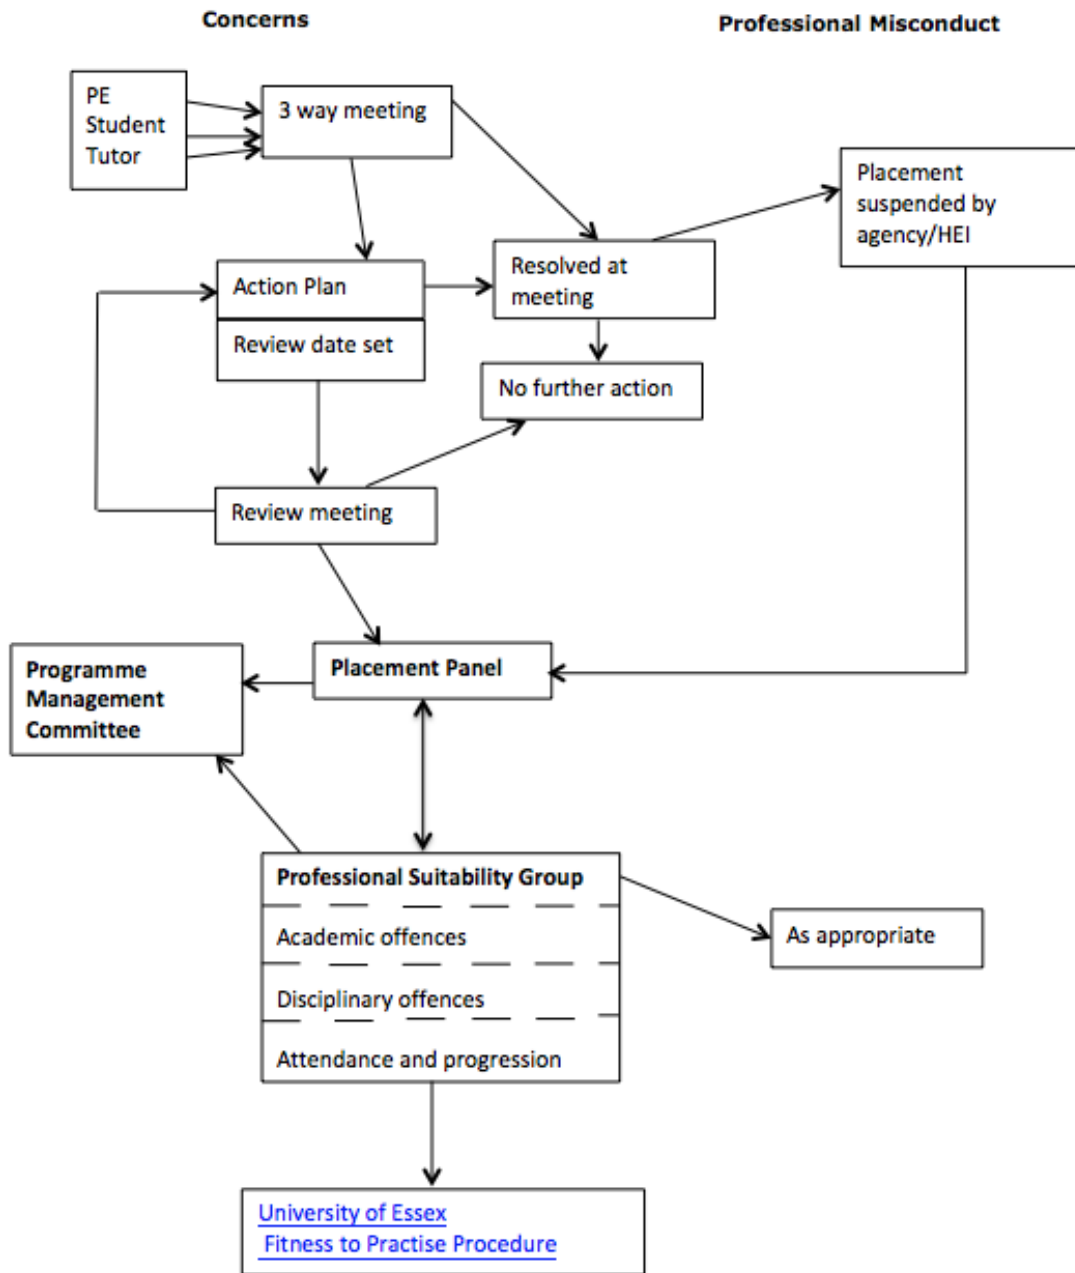 Concerns
Professional Misconduct
PE
Student
Tutor
3 way meeting
Placement
suspended by
agency/HEI
Resolved at
meeting
Action Plan
Review date set
No further action
Review meeting
Programme
Management
Committee
Placement Panel
Professional Suitability Group
Academic offences
Disciplinary offences
Attendance and progression
As appropriate
University of Essex
Fitness to Practise Procedure